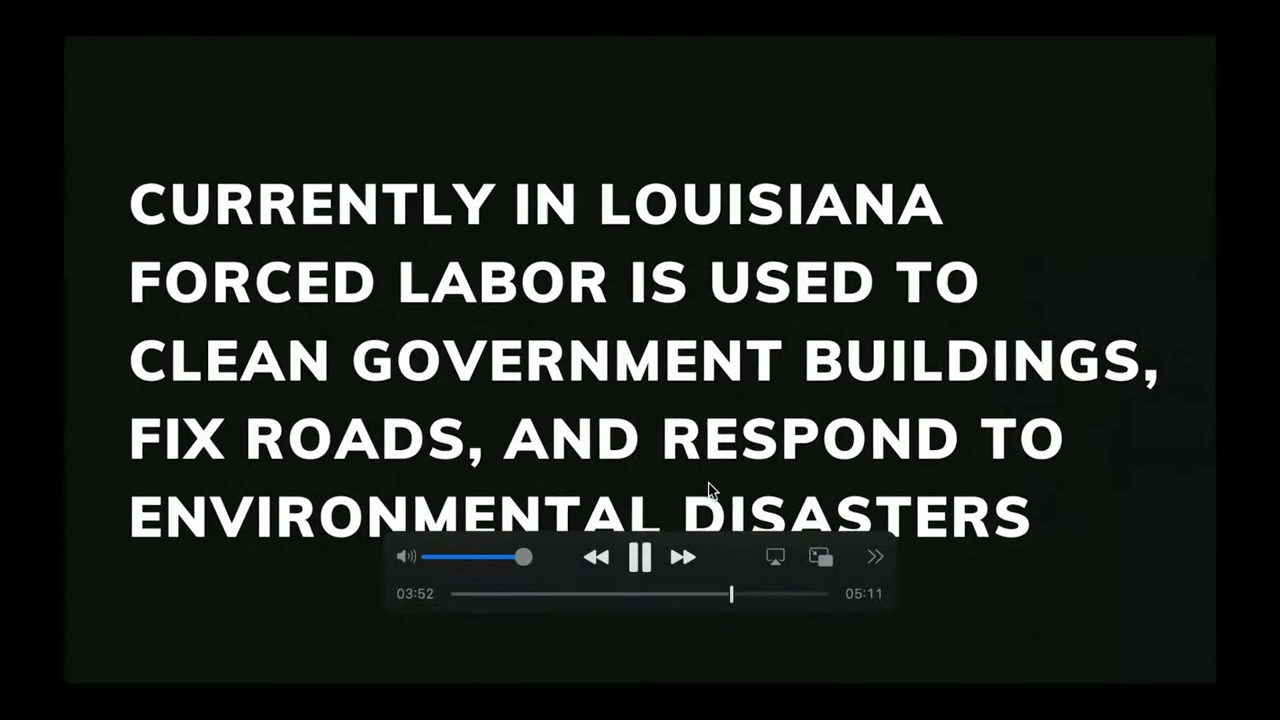 CURRENTLY IN LOUISIANA
FORCED LABOR IS USED TO
CLEAN GOVERNMENT BUILDINGS,
FIX ROADS, AND RESPOND TO
ENVIRONMENTAL DISASTERS
03:52 05:11